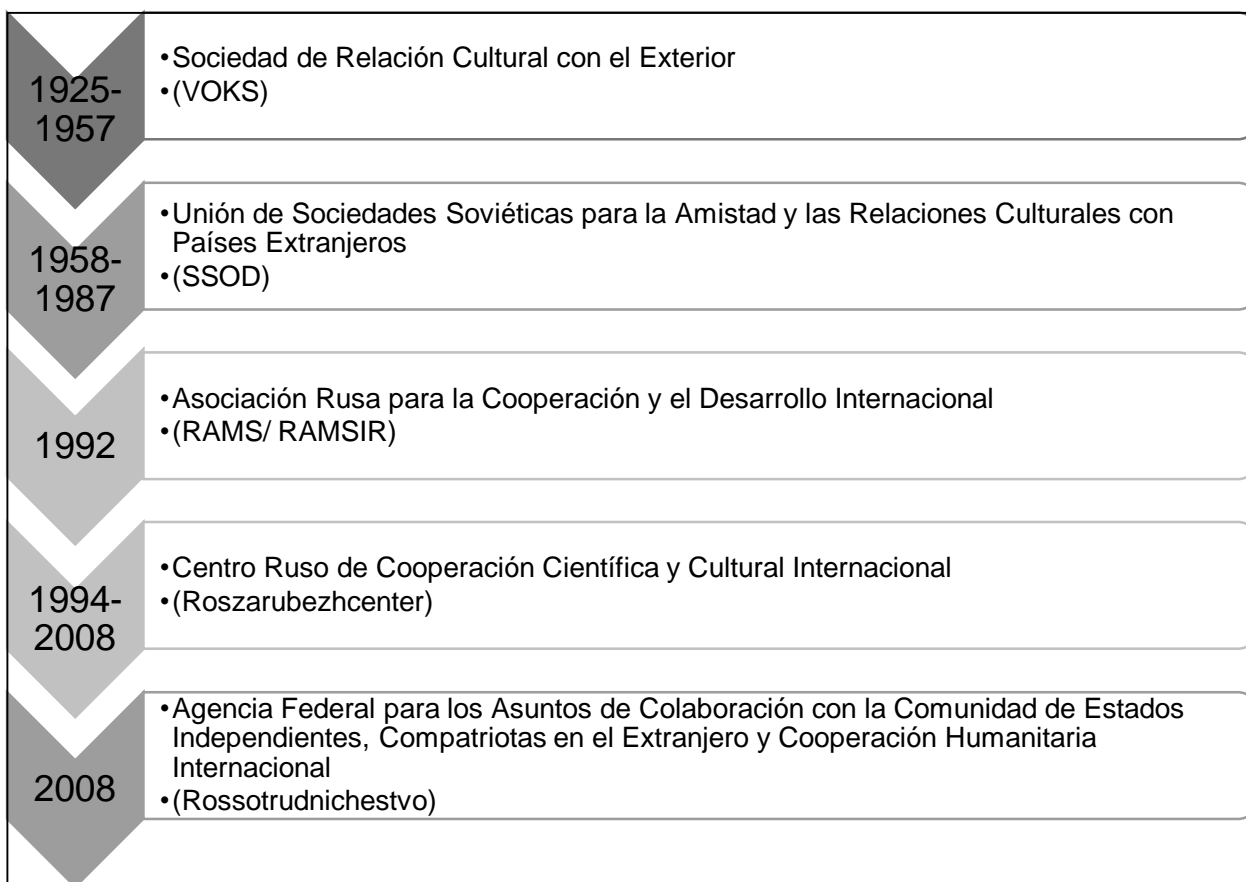 1925-
1957
•Sociedad de Relación Cultural con el Exterior
•(VOKS)
1958-
1987
•Unión de Sociedades Soviéticas para la Amistad y las Relaciones Culturales con
Países Extranjeros
•(SSOD)
1992
•Asociación Rusa para la Cooperación y el Desarrollo Internacional
•(RAMS/ RAMSIR)
1994-
2008
•Centro Ruso de Cooperación Científica y Cultural Internacional
•(Roszarubezhcenter)
2008
•Agencia Federal para los Asuntos de Colaboración con la Comunidad de Estados
Independientes, Compatriotas en el Extranjero y Cooperación Humanitaria
Internacional
•(Rossotrudnichestvo)